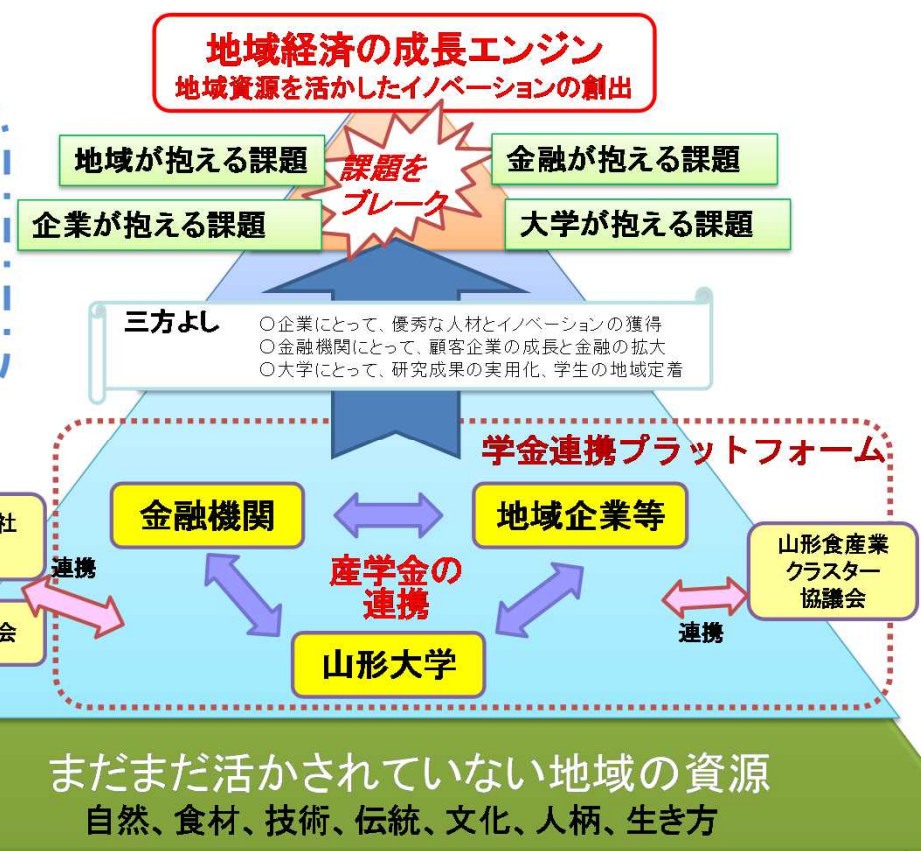 地域経済の成長エンジン
地域資源を活かしたイノベーションの創出
地域が抱える課題
課題を
ブレーク
金融が抱える課題
企業が抱える課題
大学が抱える課題
三方よし
○企業にとって、優秀な人材とイノベーションの獲得
○金融機関にとって、顧客企業の成長と金融の拡大
○大学にとって、研究成果の実用化、学生の地域定着
学金連携プラットフォーム
金融機関
地域企業等
社
連携
会
産学金の
連携
山形大学
山形食産業
クラスター
協議会
連携
まだまだ活かされていない地域の資源
自然、食材、技術、伝統、文化、人柄、生き方